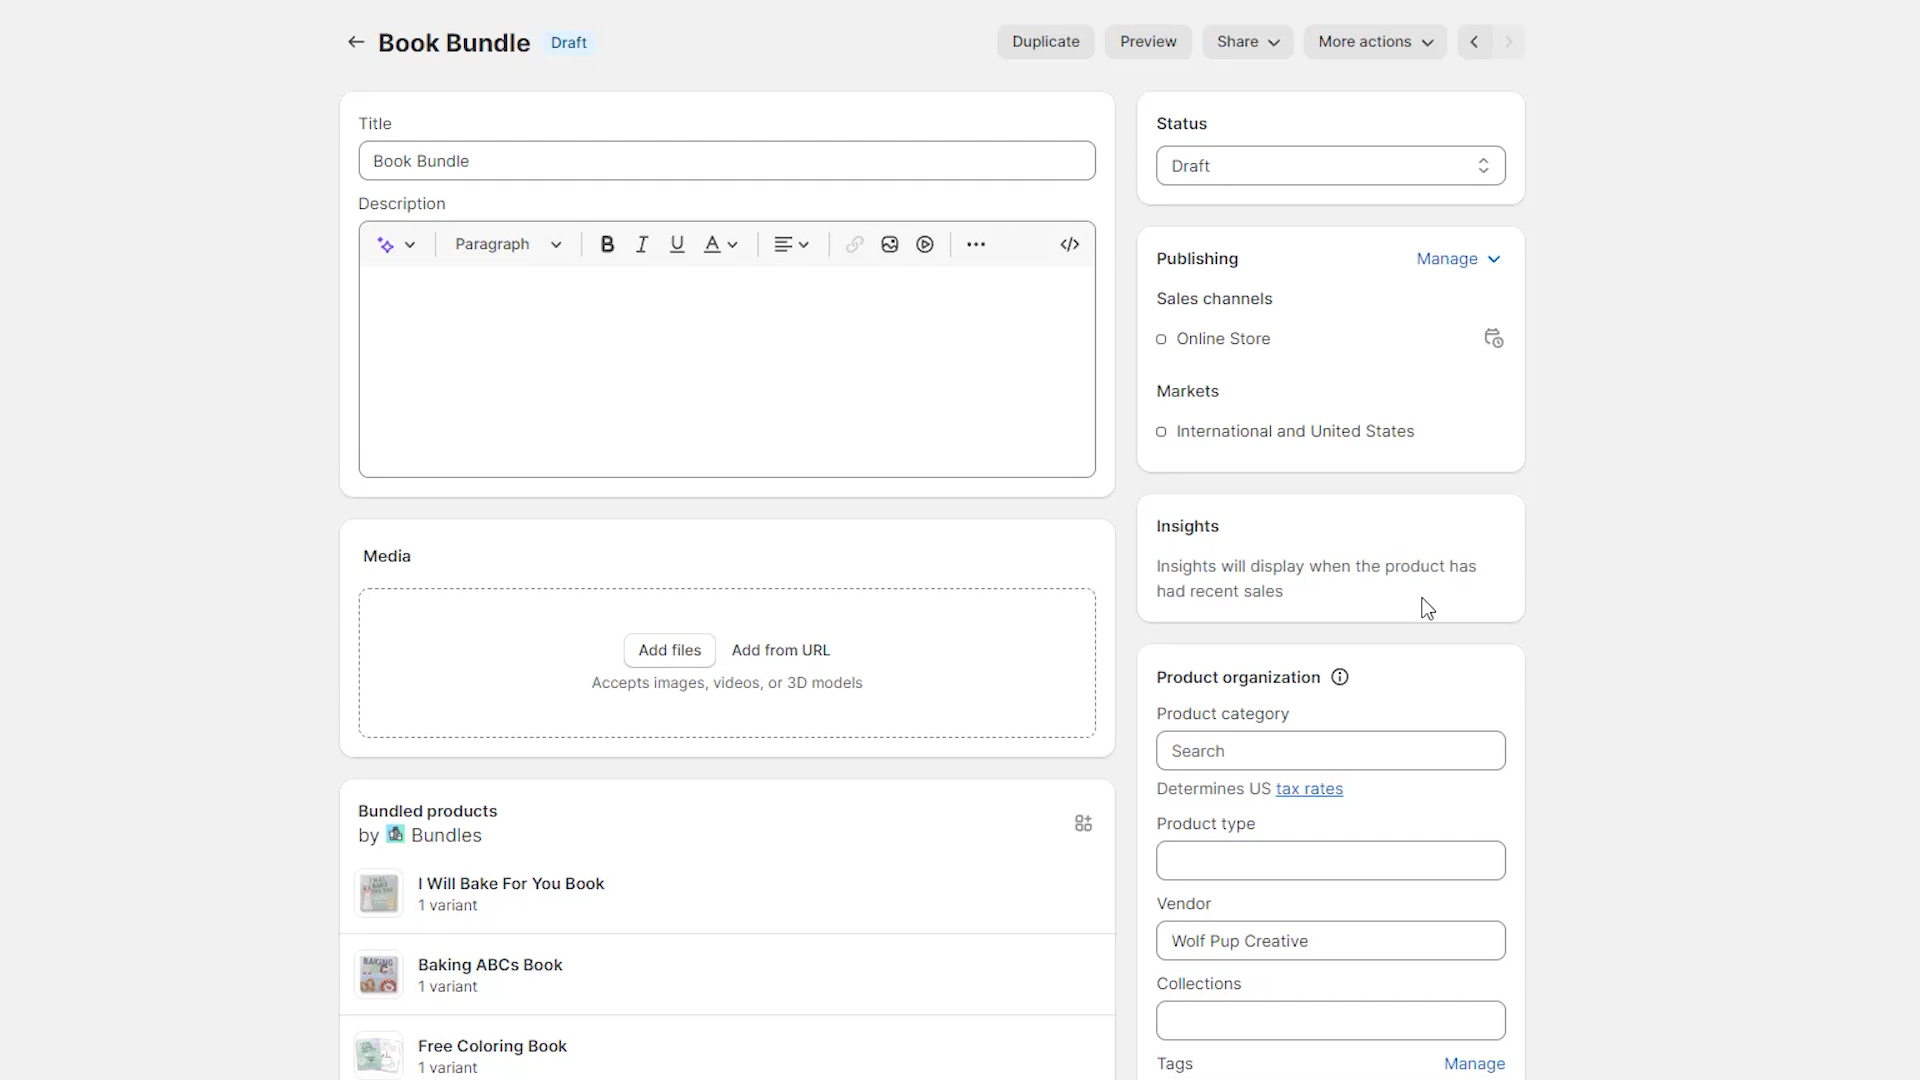 Book Bundle Draft
Duplicate Preview Share More actions
Title
Book Bundle
Description
Paragraph B I U A
Media
Add files Add from URL
Accepts images, videos, or 3D models
Bundled products
by Bundles
I Will Bake For You Book
1 variant
Baking ABCs Book
1 variant
Free Coloring Book
1 variant
Status
Draft
Publishing Manage
Sales channels
Online Store
Markets
International and United States
Insights
Insights will display when the product has
had recent sales
Product organization
Product category
Search
Determines US tax rates
Product type
Vendor
Wolf Pup Creative
Collections
Tags Manage